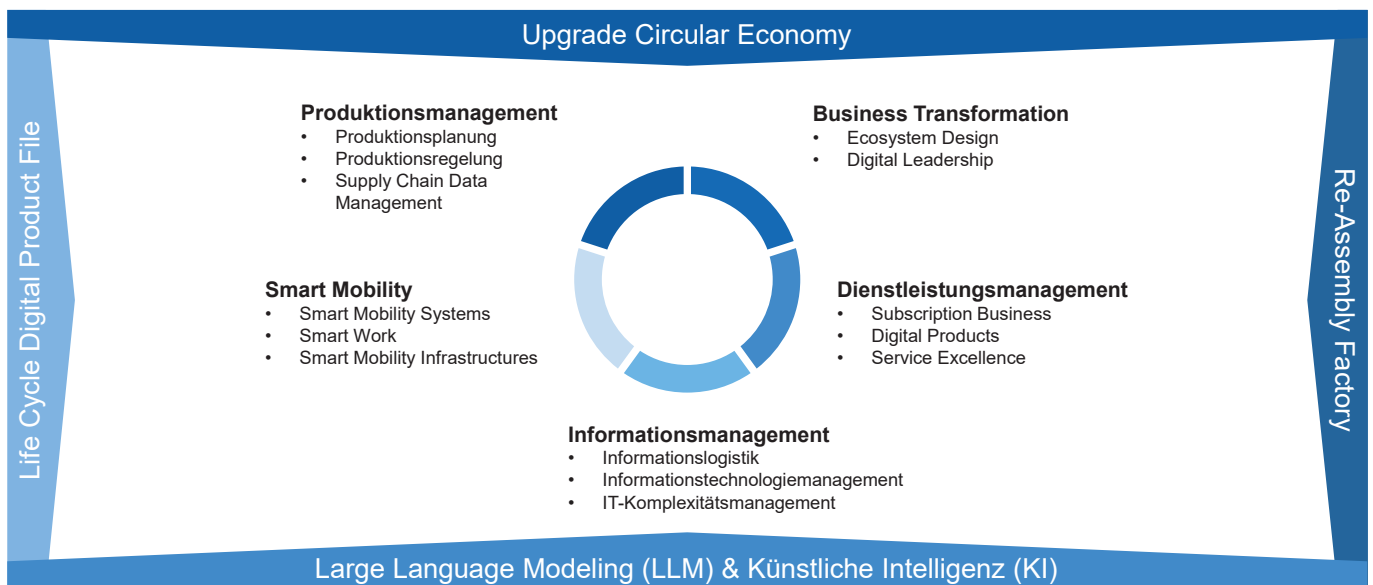 Upgrade Circular Economy
Life Cycle Digital Product File
Produktionsmanagement
• Produktionsplanung
• Produktionsregelung
• Supply Chain Data
Management
Business Transformation
• Ecosystem Design
• Digital Leadership
Smart Mobility
• Smart Mobility Systems
• Smart Work
• Smart Mobility Infrastructures
Dienstleistungsmanagement
• Subscription Business
• Digital Products
• Service Excellence
Informationsmanagement
• Informationslogistik
• Informationstechnologiemanagement
• IT-Komplexitätsmanagement
Re-Assembly Factory
Large Language Modeling (LLM) & Künstliche Intelligenz (KI)